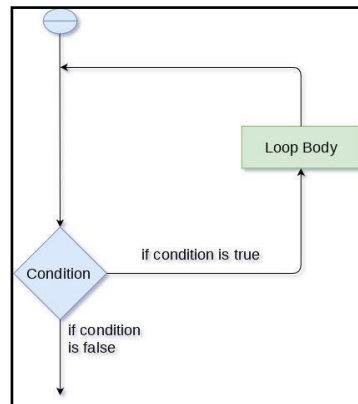 Loop Body
if condition is true
Condition
if condition
is false